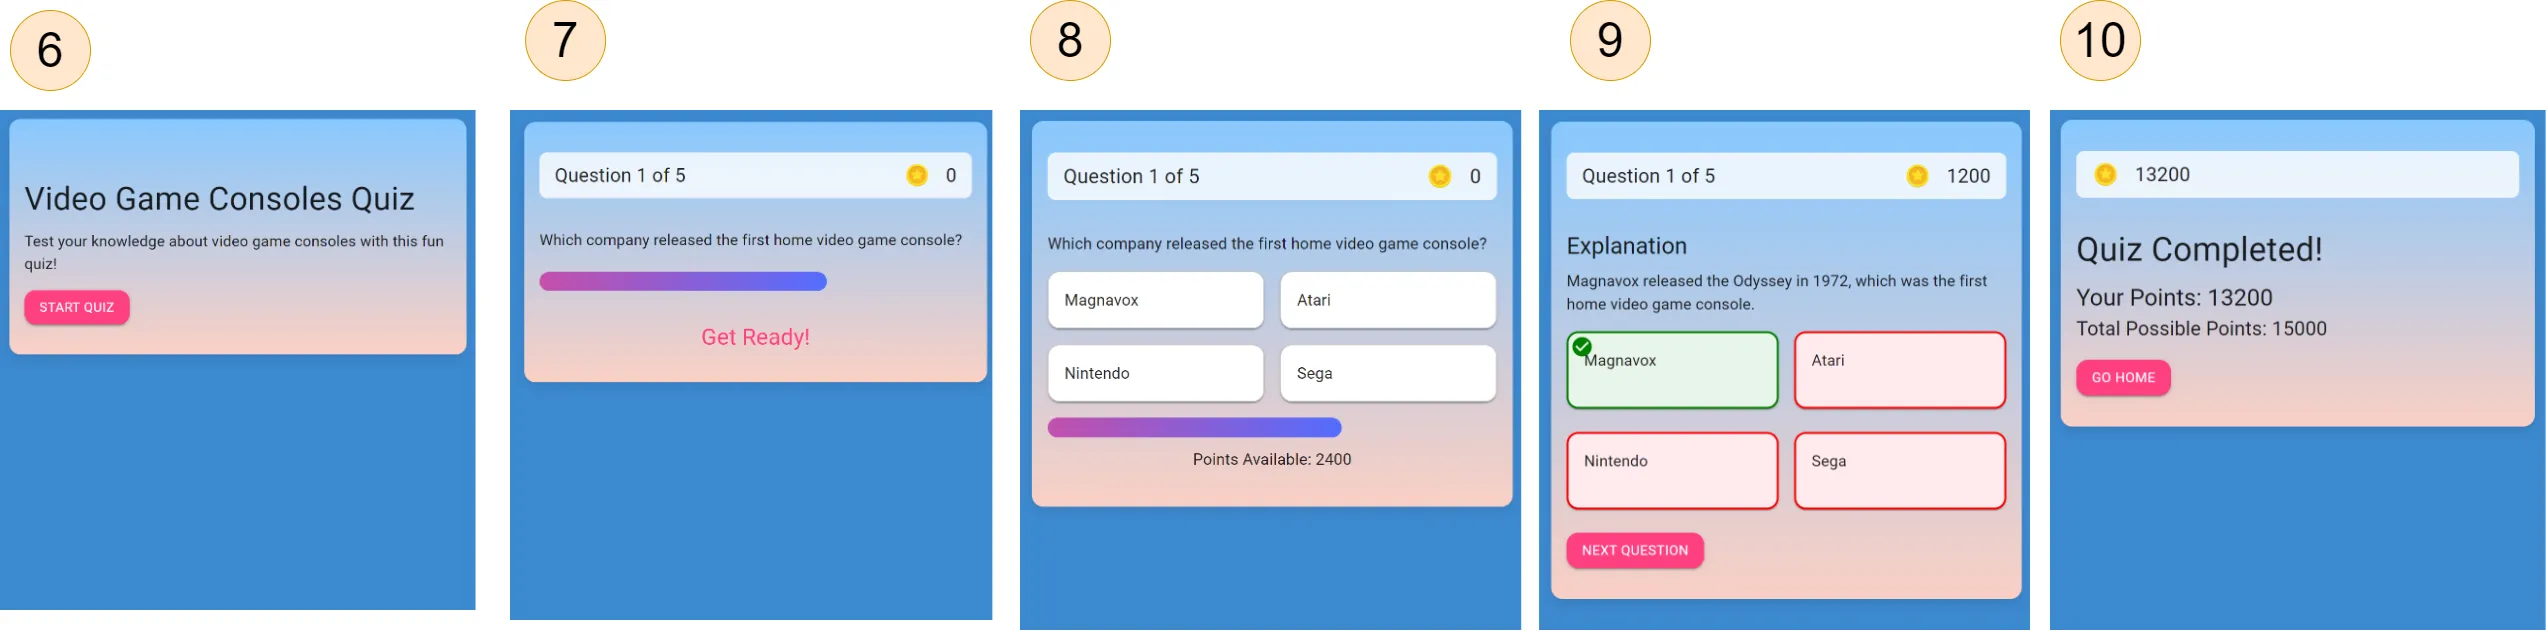 6
Video Game Consoles Quiz
Test your knowledge about video game consoles with this fun
quiz!
START QUIZ
7
Question 1 of 5
0
Which company released the first home video game console?
Get Ready!
8
Question 1 of 5
0
Which company released the first home video game console?
Magnavox
Atari
Nintendo
Sega
Points Available: 2400
9
Question 1 of 5
1200
Explanation
Magnavox released the Odyssey in 1972, which was the first
home video game console.
Magnavox
Atari
Nintendo
Sega
NEXT QUESTION
10
13200
Quiz Completed!
Your Points: 13200
Total Possible Points: 15000
GO HOME